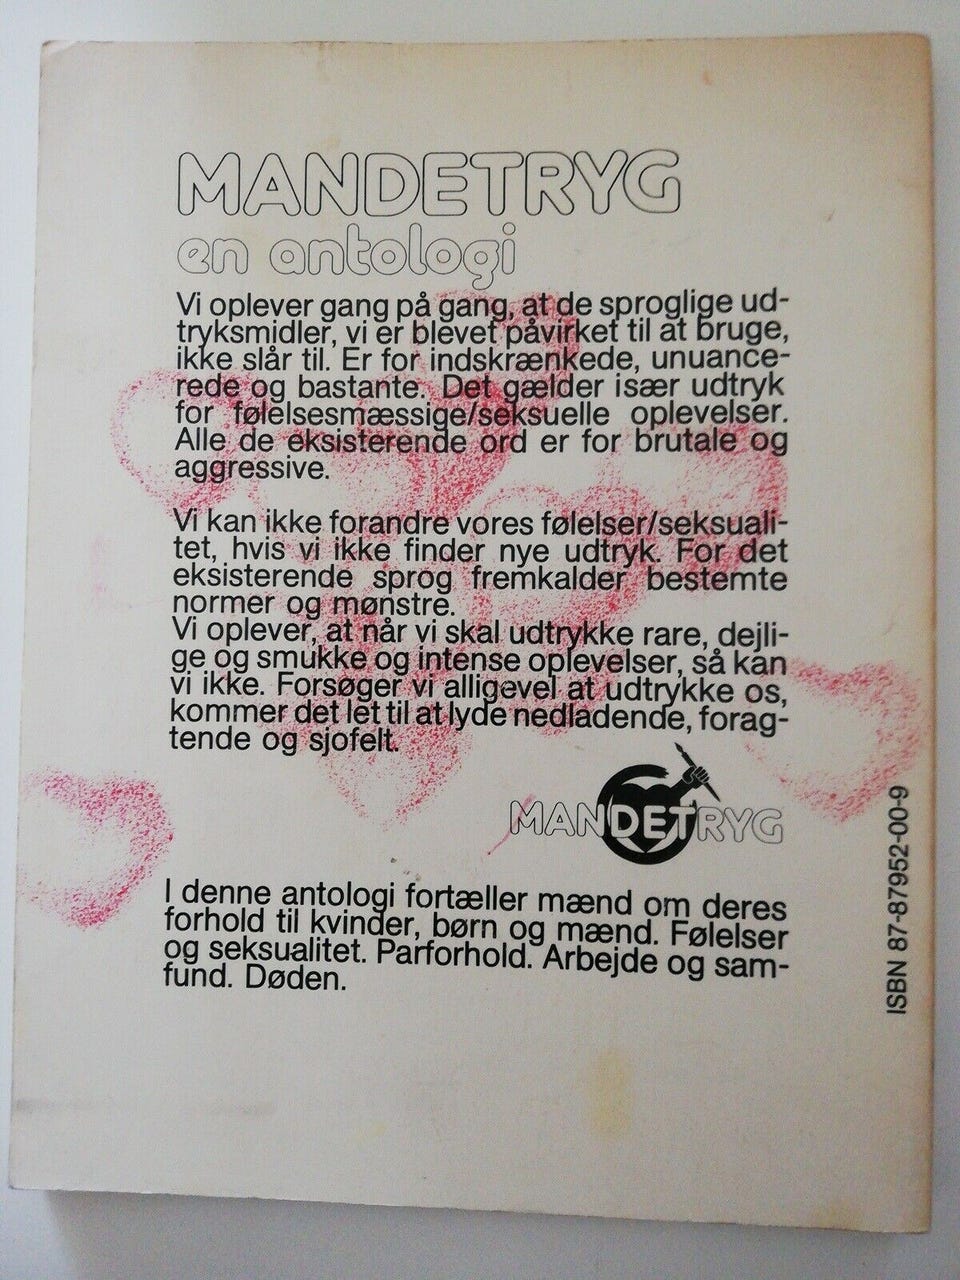 MANDETRYG
en antologi
Vi oplever gang på gang, at de sproglige ud-
tryksmidler, vi er blevet påvirket til at bruge,
ikke slår til. Er for indskrænkede, unuance-
rede og bastante. Det gælder især udtryk
for følelsesmæssige/seksuelle oplevelser.
Alle de eksisterende ord er for brutale og
aggressive.
Vi kan ikke forandre vores følelser/seksuali-
tet, hvis vi ikke finder nye udtryk. For det
eksisterende sprog fremkalder bestemte
normer og mønstre.
Vi oplever, at når vi skal udtrykke rare, dejli-
ge og smukke og intense oplevelser, så kan
vi ikke. Forsøger vi alligevel at udtrykke os,
kommer det let til at lyde nedladende, forag-
tende og sjofelt.
MANDETRYG
I denne antologi fortæller mænd om deres
forhold til kvinder, børn og mænd. Følelser
og seksualitet. Parforhold. Arbejde og sam-
fund. Døden.
ISBN 87-87952-00-9